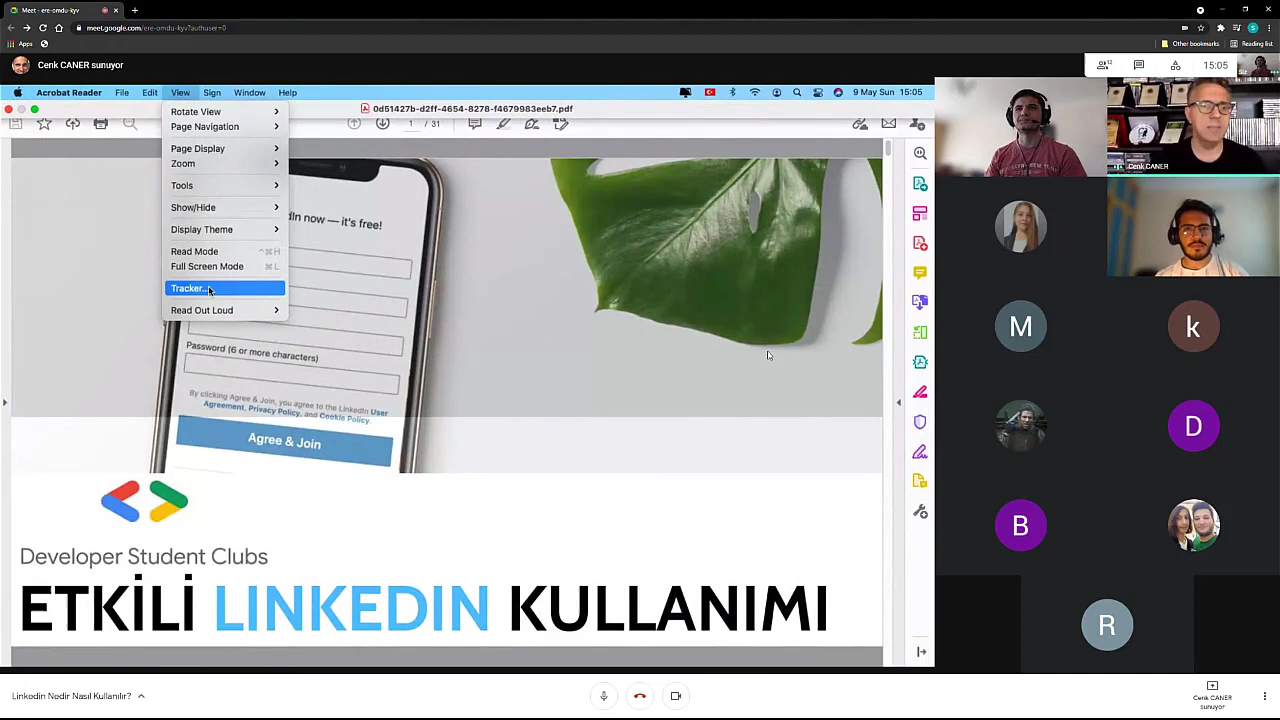 Meet - ere-omdu-kyv
meet.google.com/ere-omdu-kyv?authuser=0
S
Apps
Other bookmarks
Reading list
Cenk CANER sunuyor
12
15:05
Siz
Acrobat Reader File Edit View Sign Window Help
9 May Sun 15:05
0d51427b-d2ff-4654-8278-f4679983eeb7.pdf
1 / 31
Rotate View
Page Navigation
Page Display
Zoom
Tools
Show/Hide
Display Theme
Read Mode ^⌘H
Full Screen Mode ⌘L
Tracker...
Read Out Loud
now — it's free!
Password (6 or more characters)
By clicking Agree & Join, you agree to the LinkedIn User
Agreement, Privacy Policy, and Cookie Policy.
Agree & Join
Developer Student Clubs
ETKİLİ LINKEDIN KULLANIMI
Cenk CANER
M
k
D
B
R
Linkedin Nedir Nasıl Kullanılır?
Cenk CANER
sunuyor